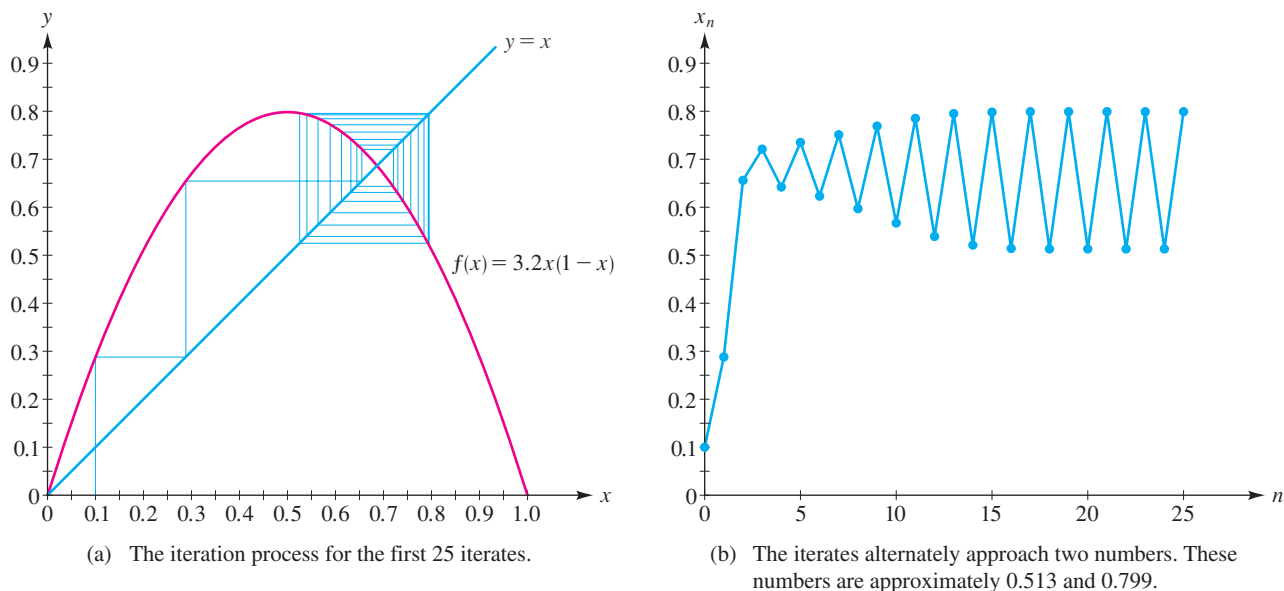 y
0.9
0.8
0.7
0.6
0.5
0.4
0.3
0.2
0.1
0
0 0.1 0.2 0.3 0.4 0.5 0.6 0.7 0.8 0.9 1.0 x
y = x
f(x) = 3.2x(1 − x)
(a) The iteration process for the first 25 iterates.
xₙ
0.9
0.8
0.7
0.6
0.5
0.4
0.3
0.2
0.1
0
0 5 10 15 20 25 n
(b) The iterates alternately approach two numbers. These
numbers are approximately 0.513 and 0.799.